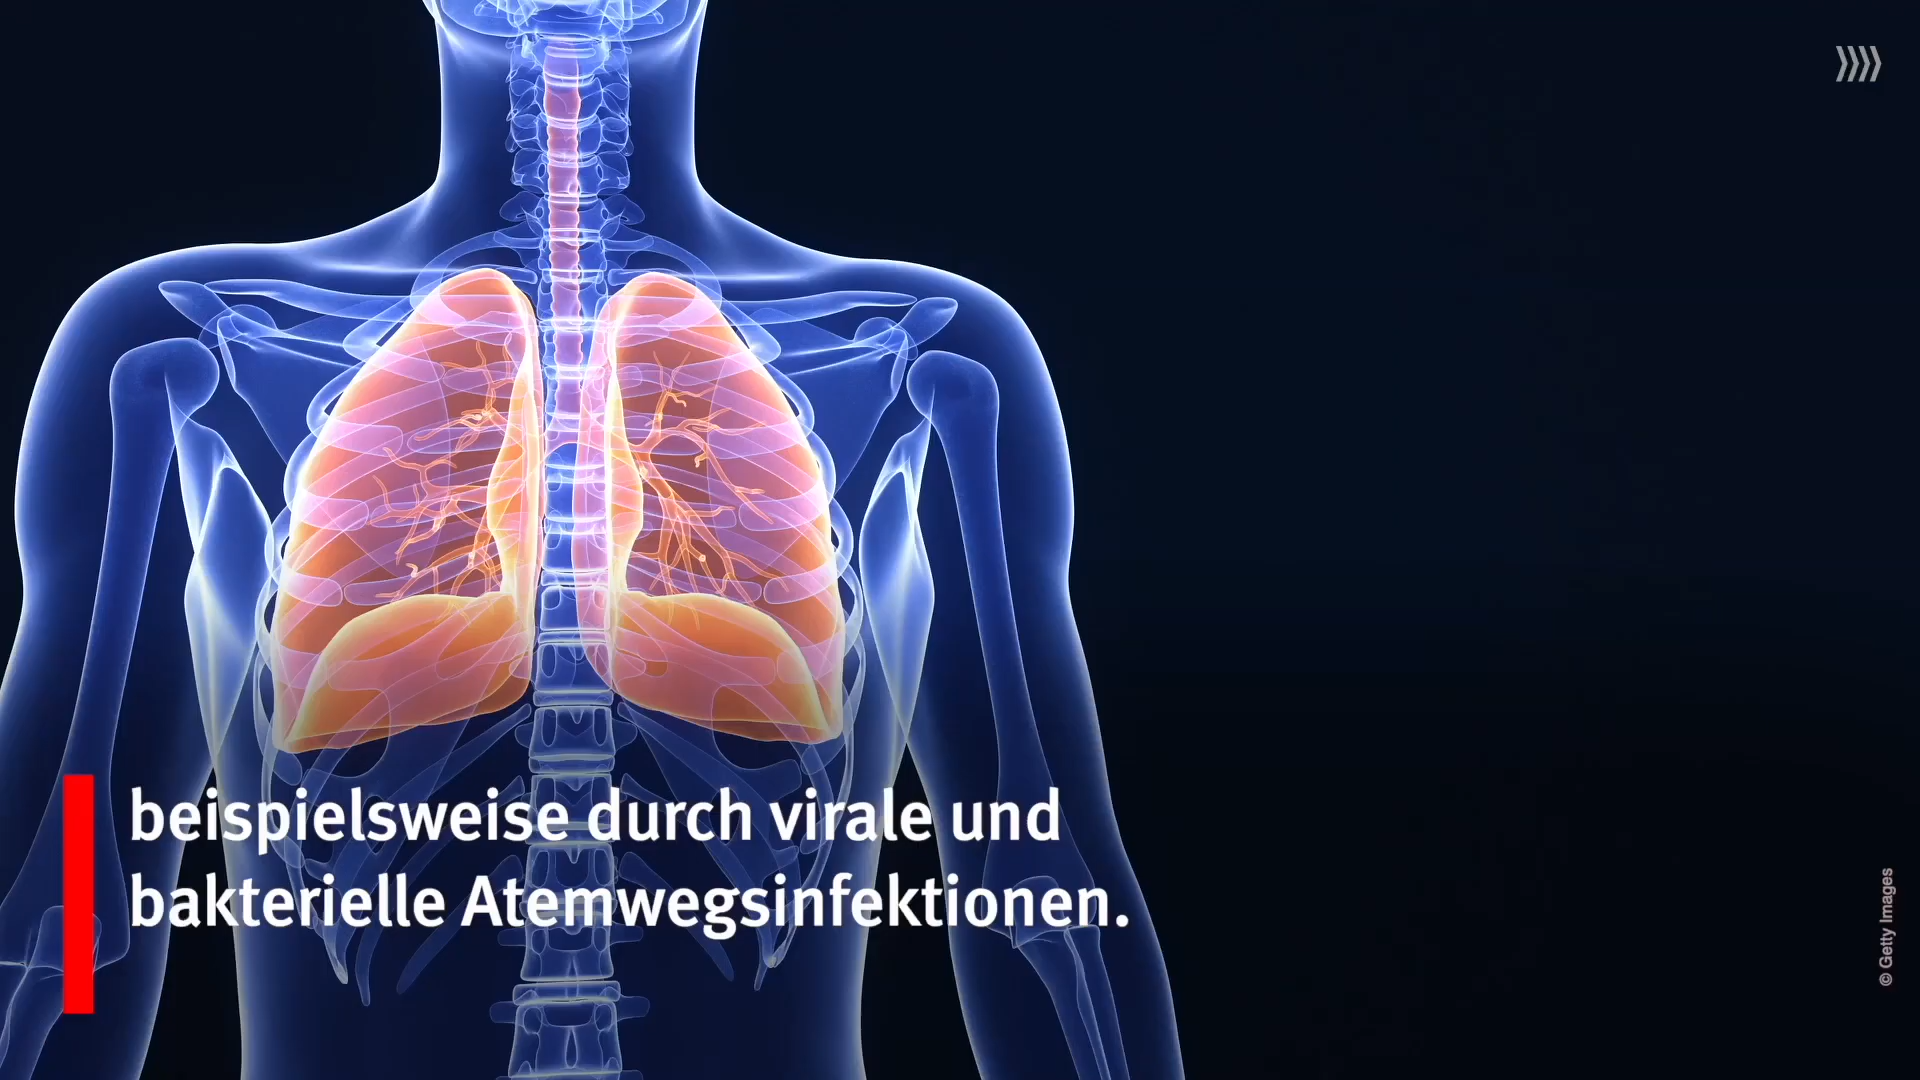 beispielsweise durch virale und
bakterielle Atemwegsinfektionen.
© Getty Images